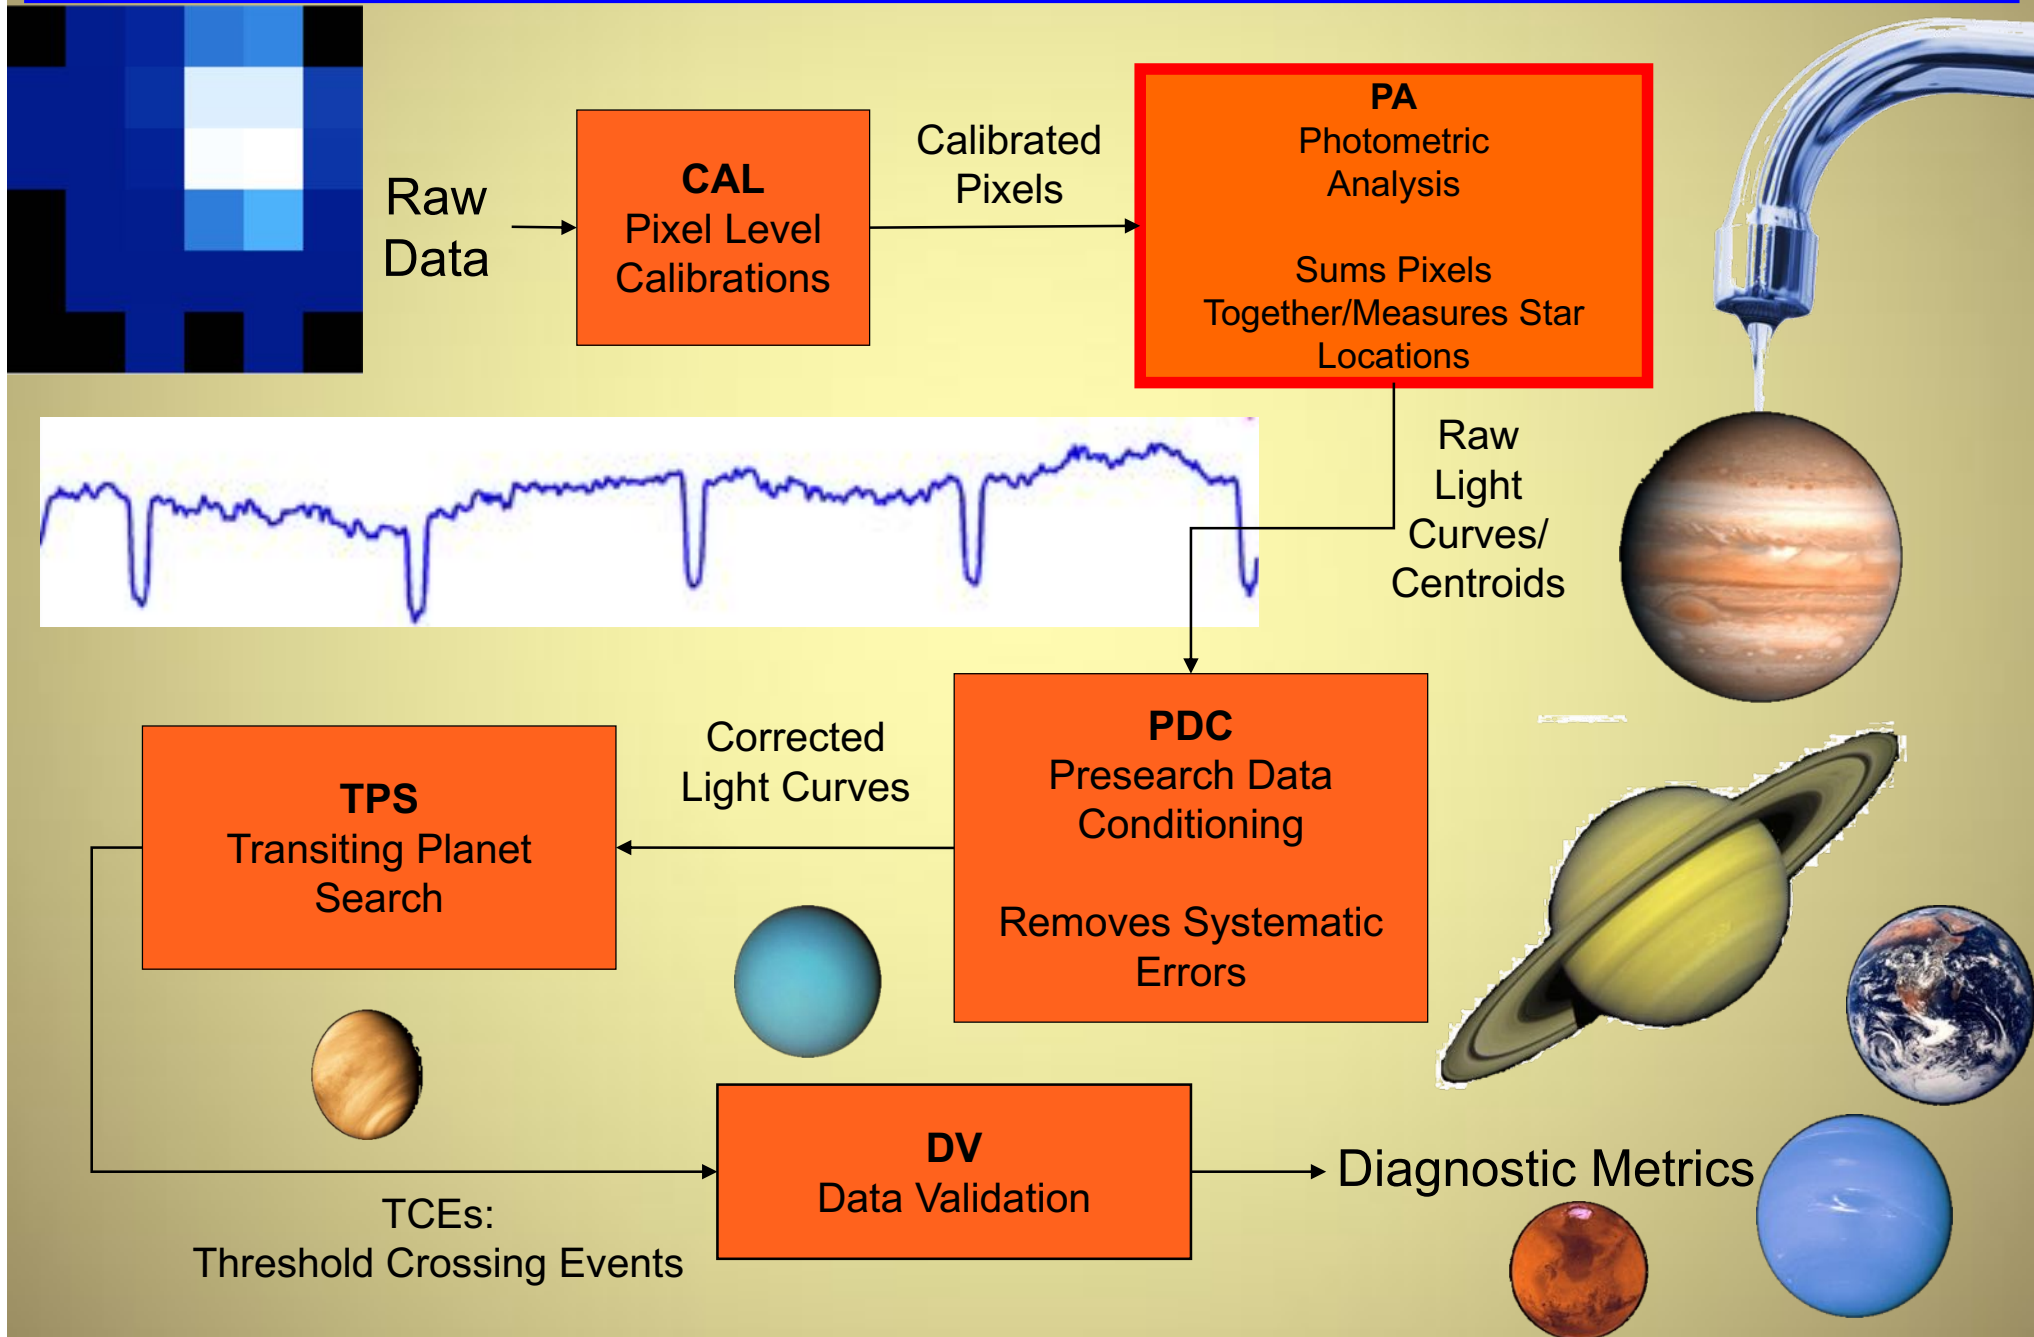 Raw
Data
CAL
Pixel Level
Calibrations
Calibrated
Pixels
PA
Photometric
Analysis
Sums Pixels
Together/Measures Star
Locations
Raw
Light
Curves/
Centroids
PDC
Presearch Data
Conditioning
Removes Systematic
Errors
Corrected
Light Curves
TPS
Transiting Planet
Search
TCEs:
Threshold Crossing Events
DV
Data Validation
Diagnostic Metrics